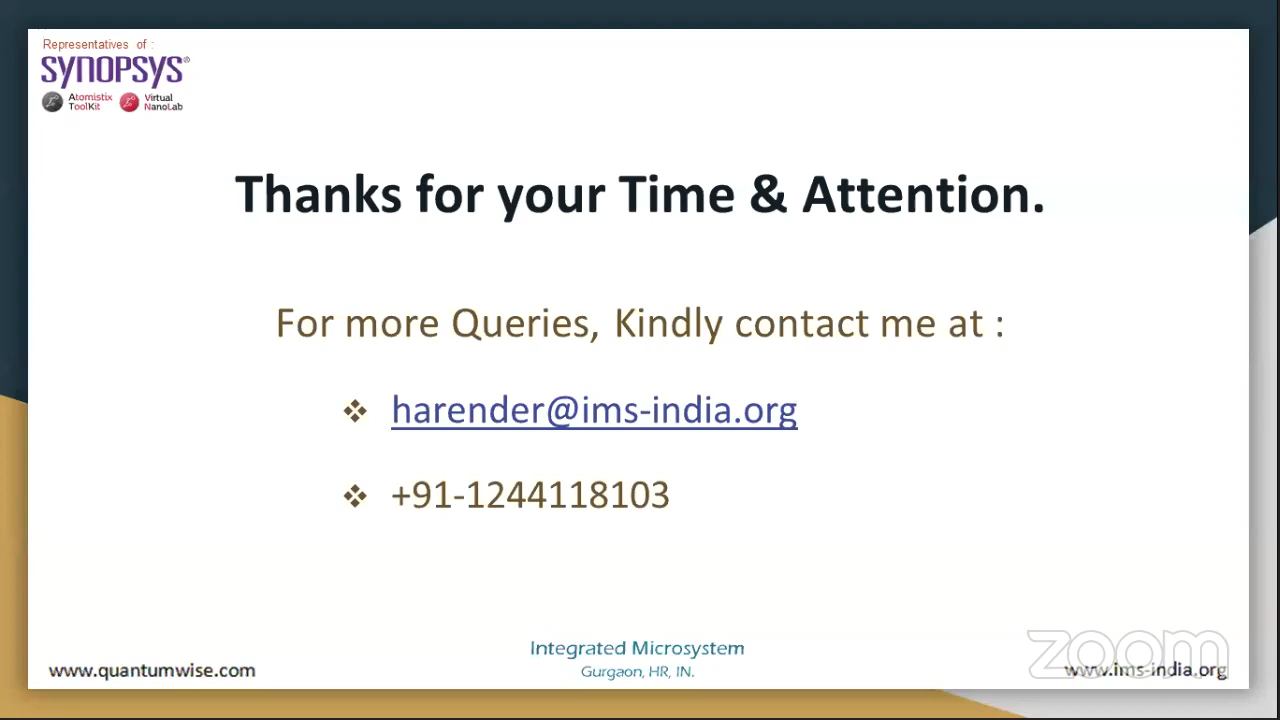 Representatives of :
SYNOPSYS®
Atomistix ToolKit
Virtual NanoLab
Thanks for your Time & Attention.
For more Queries, Kindly contact me at :
❖ harender@ims-india.org
❖ +91-1244118103
Integrated Microsystem
Gurgaon, HR, IN.
www.quantumwise.com
www.ims-india.org
zoom